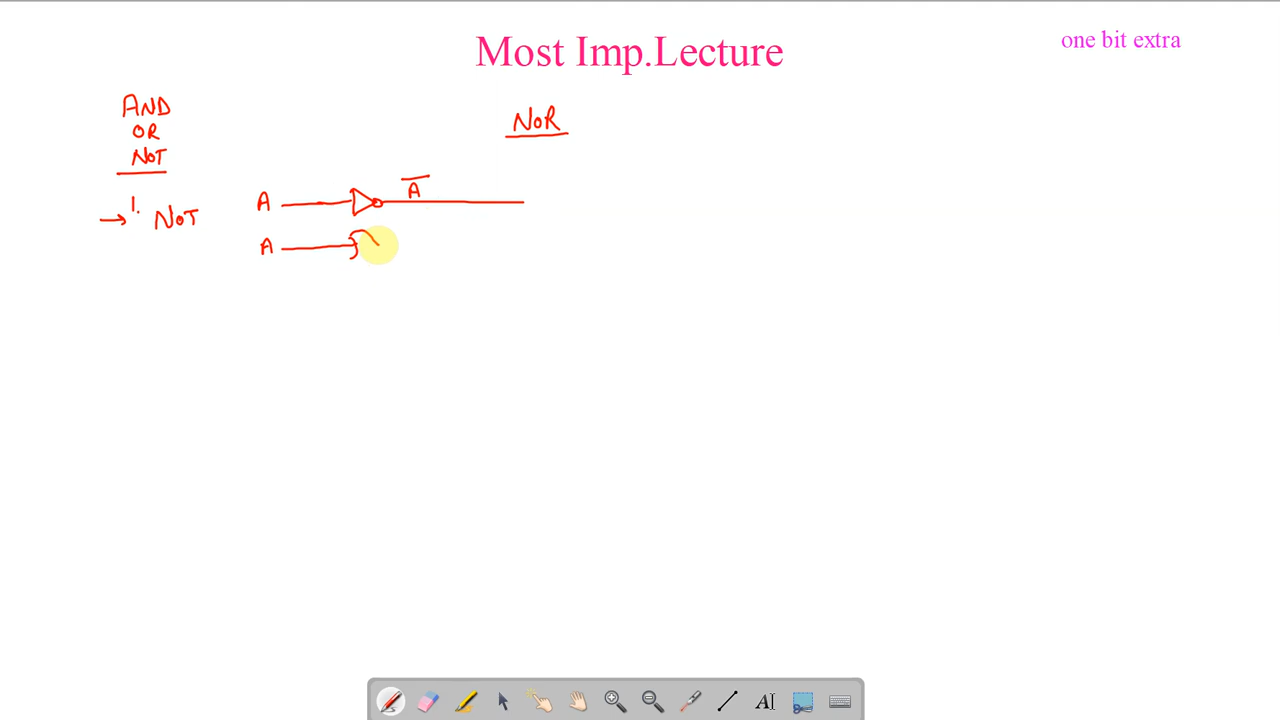 Most Imp.Lecture
one bit extra
AND
OR
NOT
NOR
→ 1. NOT
A
A̅
A